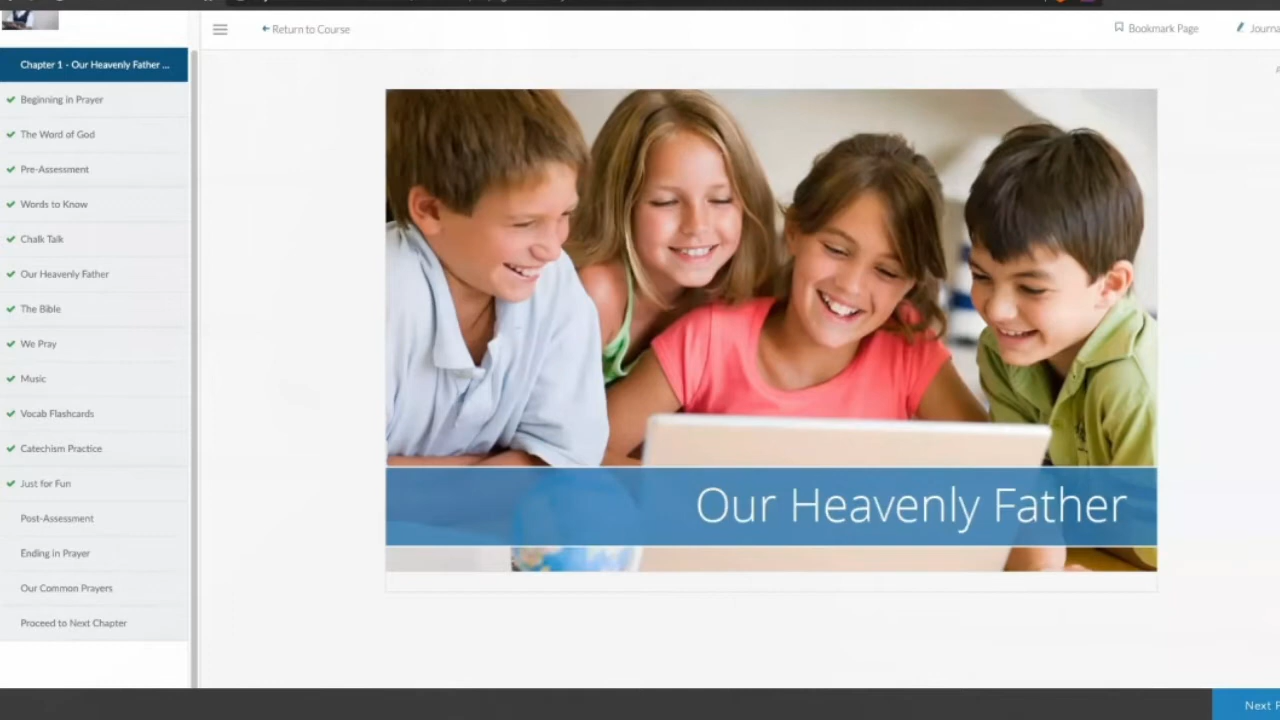 Return to Course
Bookmark Page
Chapter 1 - Our Heavenly Father ...
Beginning in Prayer
The Word of God
Pre-Assessment
Words to Know
Chalk Talk
Our Heavenly Father
The Bible
We Pray
Music
Vocab Flashcards
Catechism Practice
Just for Fun
Post-Assessment
Ending in Prayer
Our Common Prayers
Proceed to Next Chapter
Our Heavenly Father
Next